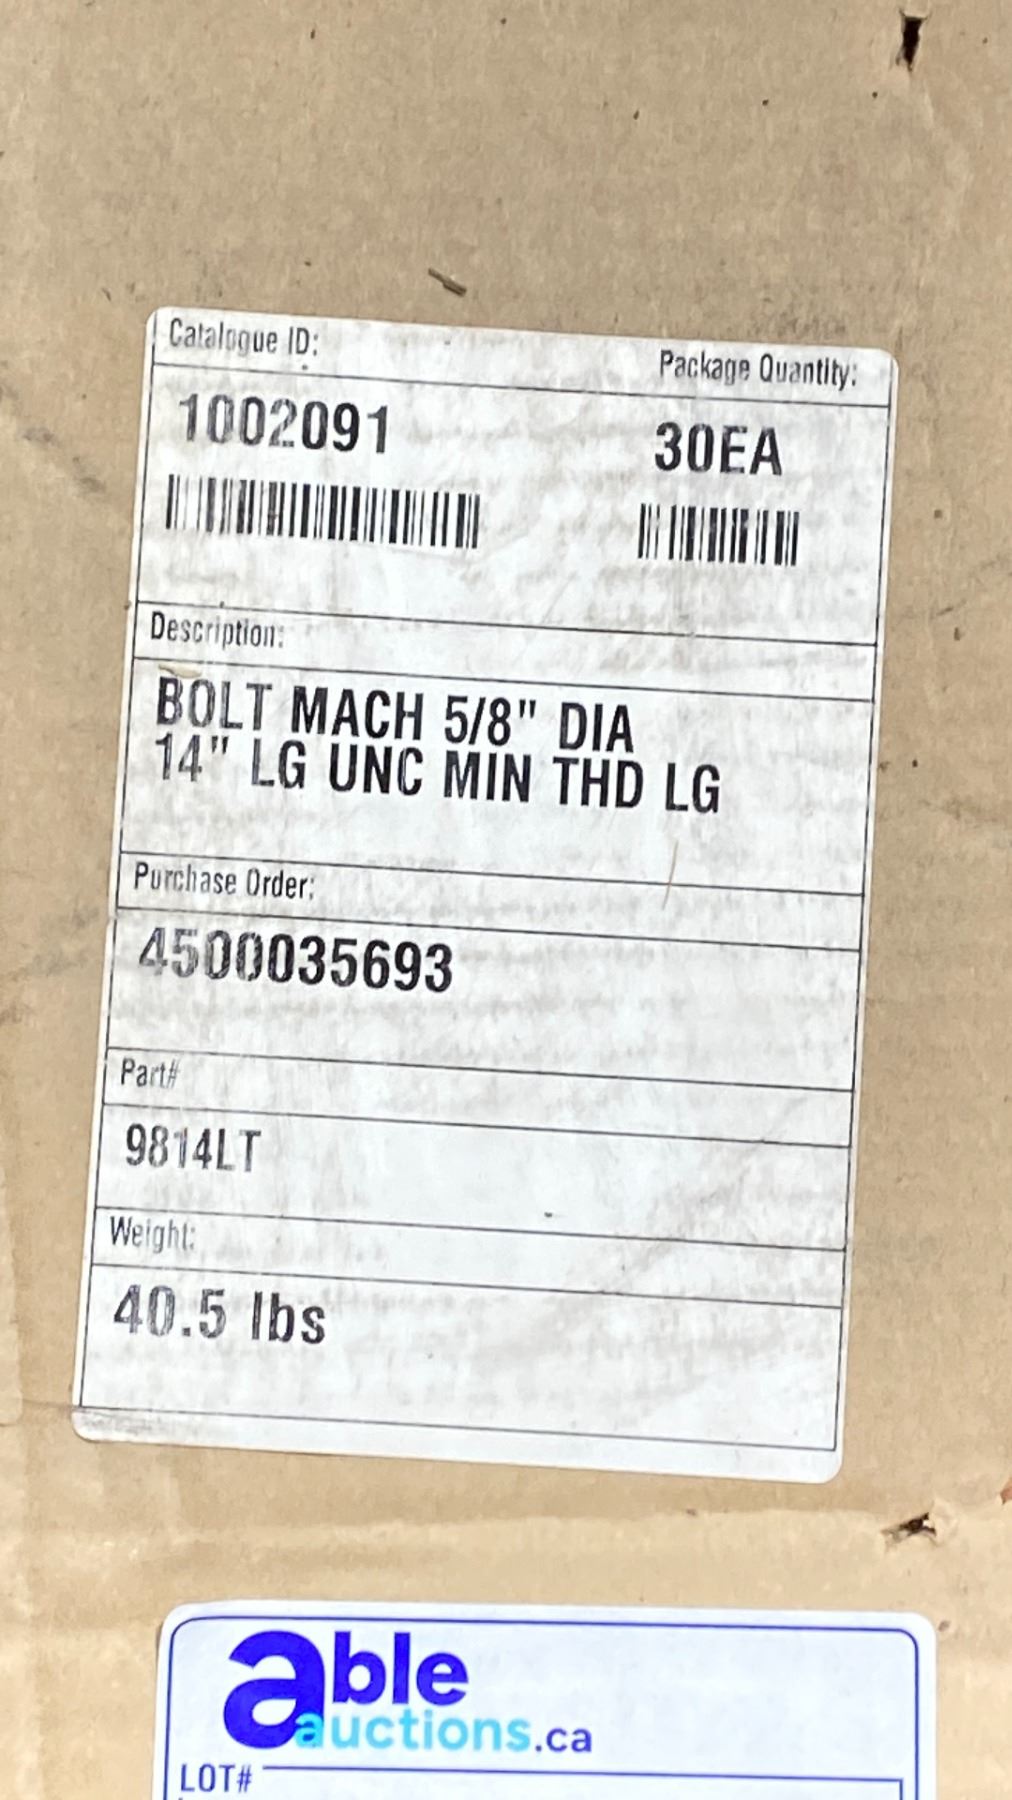 Catalogue ID:
Package Quantity:
1002091
30EA
Description:
BOLT MACH 5/8" DIA
14" LG UNC MIN THD LG
Purchase Order:
4500035693
Part#
9814LT
Weight:
40.5 lbs
able
auctions.ca
LOT#